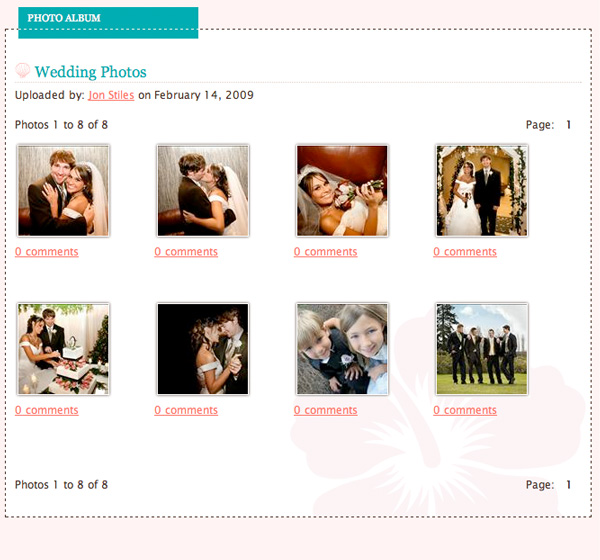 PHOTO ALBUM
Wedding Photos
Uploaded by: Jon Stiles on February 14, 2009
Photos 1 to 8 of 8 Page: 1
0 comments 0 comments 0 comments 0 comments
0 comments 0 comments 0 comments 0 comments
Photos 1 to 8 of 8 Page: 1